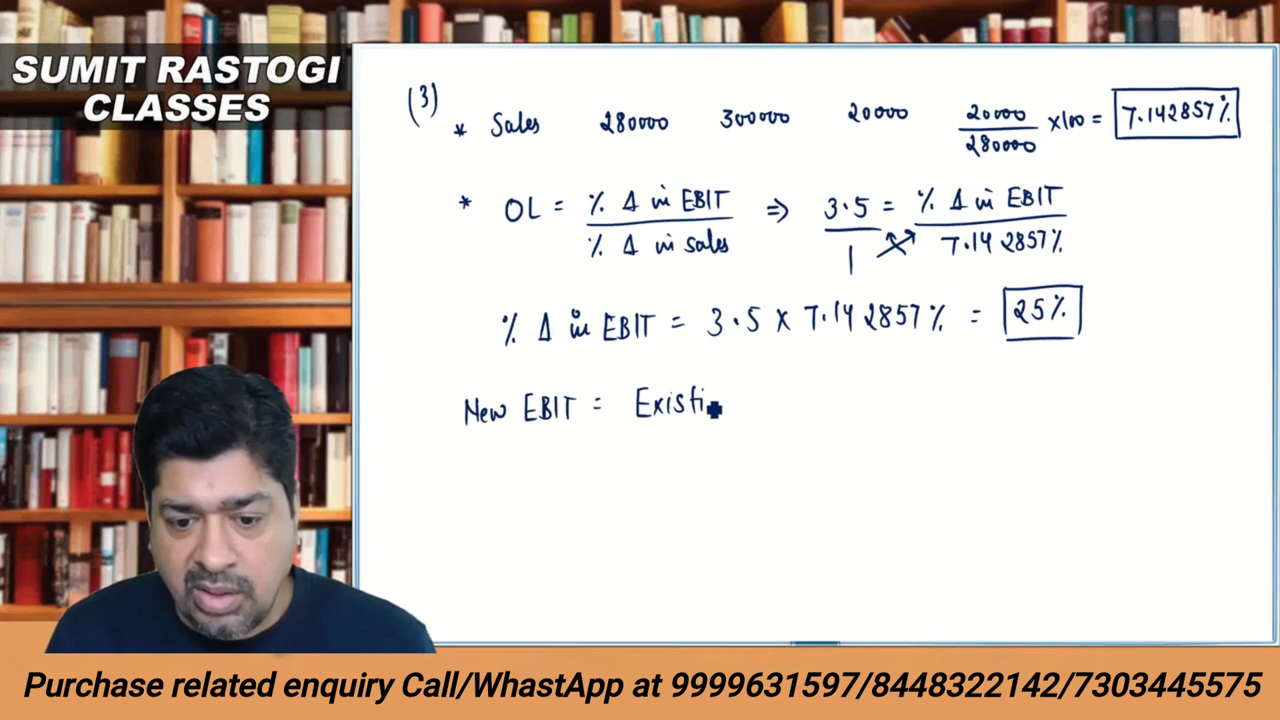 SUMIT RASTOGI
CLASSES
(3)
* Sales 280000 300000 20000 20000/280000 x100 = 7.142857%
* OL = % Δ in EBIT / % Δ in sales ⇒ 3.5/1 = % Δ in EBIT / 7.142857%
% Δ in EBIT = 3.5 x 7.142857% = 25%
New EBIT = Existi
Purchase related enquiry Call/WhastApp at 9999631597/8448322142/7303445575